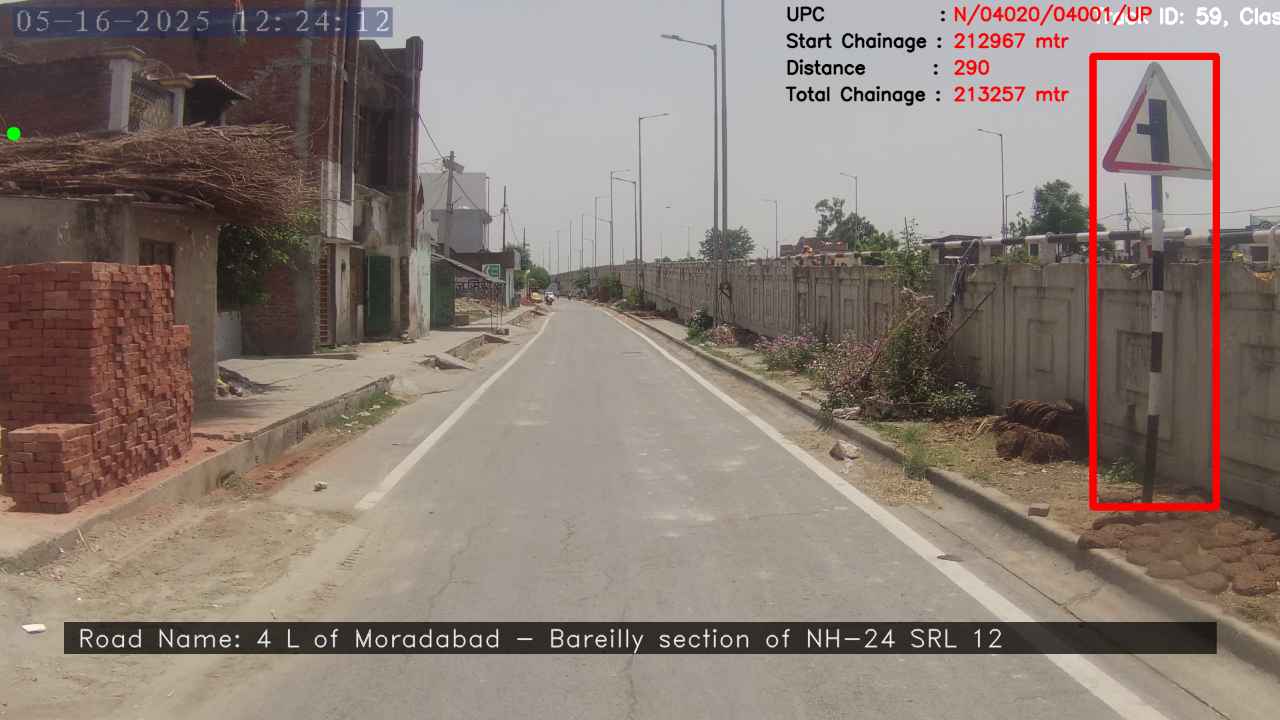 05-16-2025 12:24:12
UPC : N/04020/04001/UP
ID: 59, Clas
Start Chainage : 212967 mtr
Distance : 290
Total Chainage : 213257 mtr
Road Name: 4 L of Moradabad - Bareilly section of NH-24 SRL 12